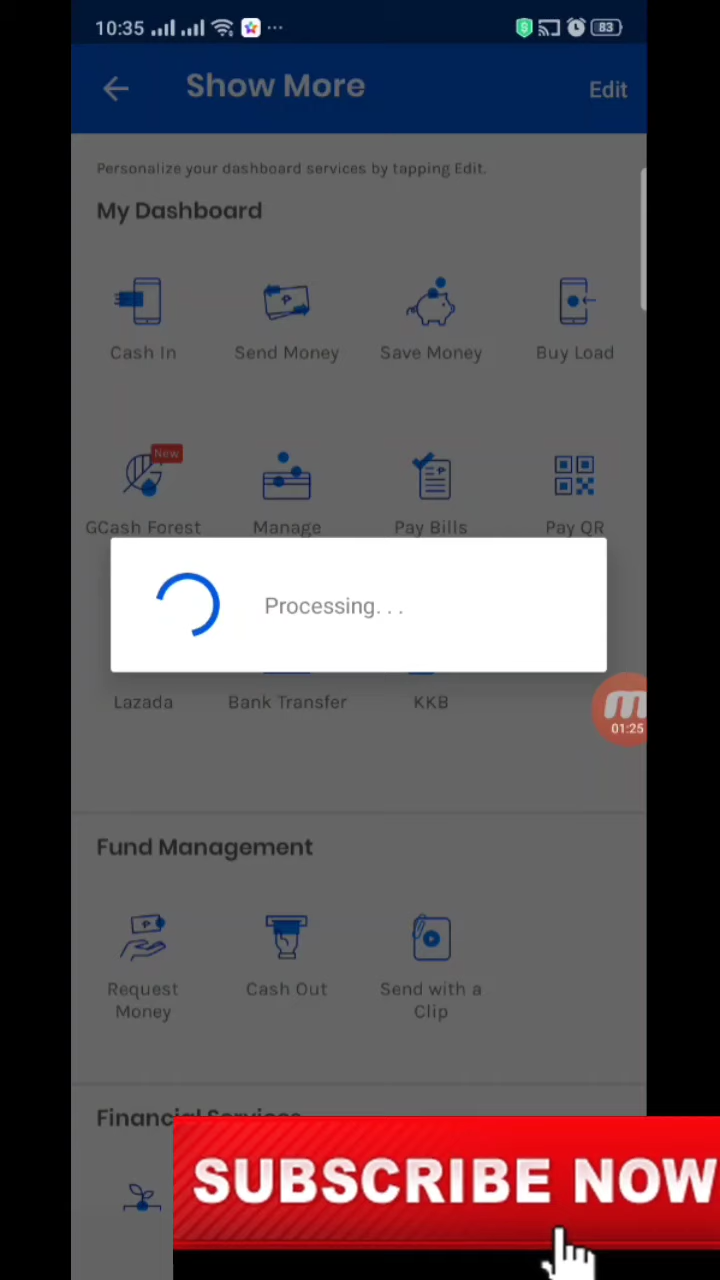 10:35
83
Show More
Edit
Personalize your dashboard services by tapping Edit.
My Dashboard
Cash In
Send Money
Save Money
Buy Load
New
GCash Forest
Manage
Pay Bills
Pay QR
Processing. . .
Lazada
Bank Transfer
KKB
01:25
Fund Management
Request
Money
Cash Out
Send with a
Clip
Financial Services
SUBSCRIBE NOW